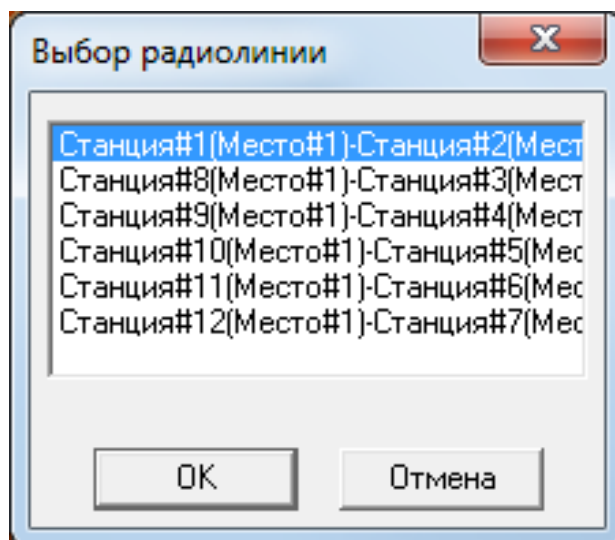 Выбор радиолинии
Станция#1(Место#1)-Станция#2(Мест
Станция#8(Место#1)-Станция#3(Мест
Станция#9(Место#1)-Станция#4(Мест
Станция#10(Место#1)-Станция#5(Мес
Станция#11(Место#1)-Станция#6(Мес
Станция#12(Место#1)-Станция#7(Мес
OK Отмена